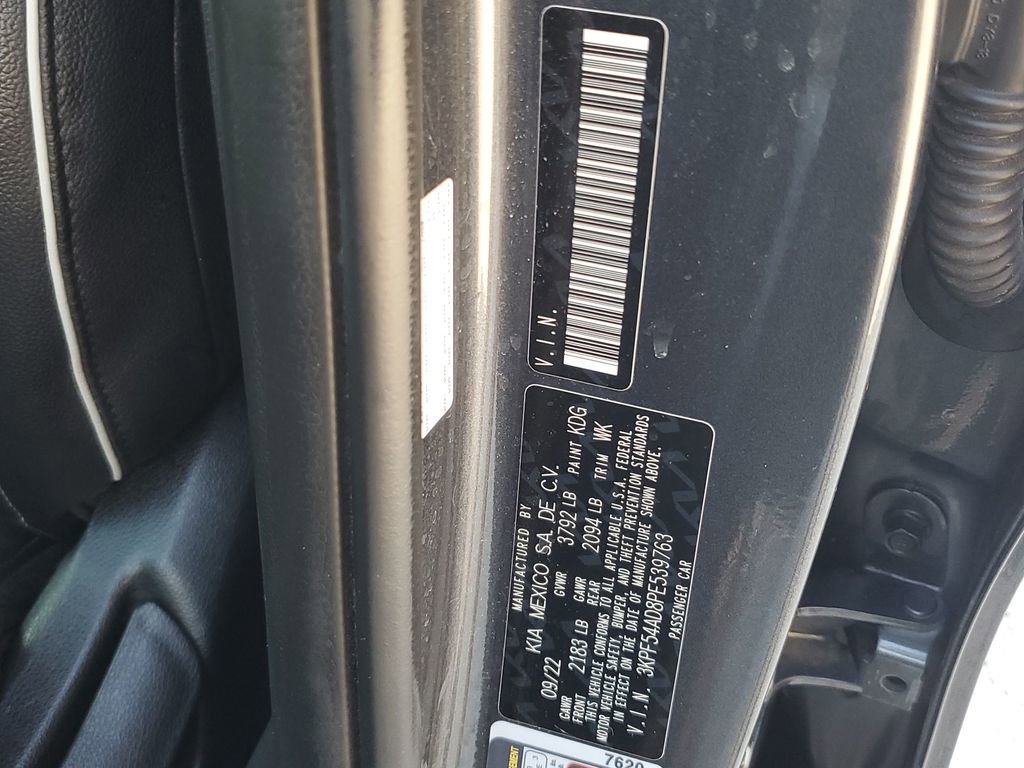 MANUFACTURED BY
09/22 KIA MEXICO S.A. DE C.V.
GAWR FRONT 2183 LB GVWR 3792 LB PAINT KDG
GAWR REAR 2094 LB TRIM WK
THIS VEHICLE CONFORMS TO ALL APPLICABLE U.S.A. FEDERAL
MOTOR VEHICLE SAFETY, BUMPER, AND THEFT PREVENTION STANDARDS
IN EFFECT ON THE DATE OF MANUFACTURE SHOWN ABOVE.
V.I.N. 3KPF54AD8PE539763
PASSENGER CAR
V.I.N.
7620